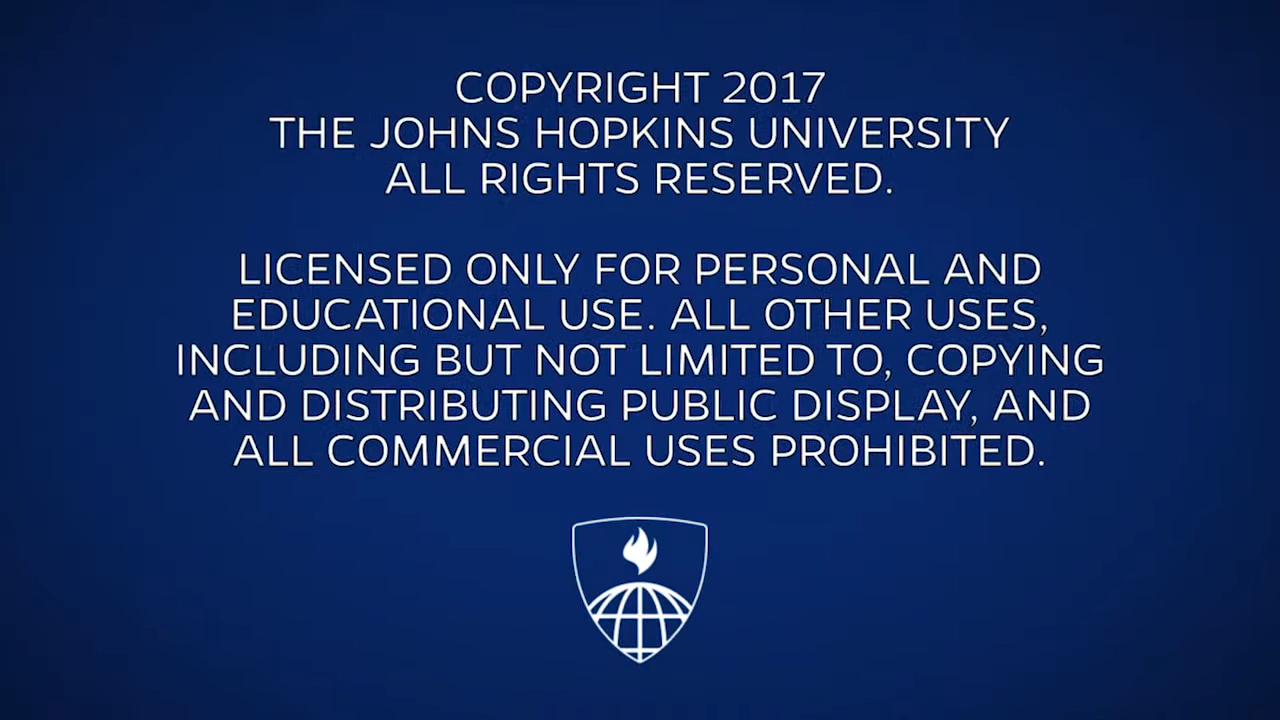 COPYRIGHT 2017
THE JOHNS HOPKINS UNIVERSITY
ALL RIGHTS RESERVED.
LICENSED ONLY FOR PERSONAL AND
EDUCATIONAL USE. ALL OTHER USES,
INCLUDING BUT NOT LIMITED TO, COPYING
AND DISTRIBUTING PUBLIC DISPLAY, AND
ALL COMMERCIAL USES PROHIBITED.